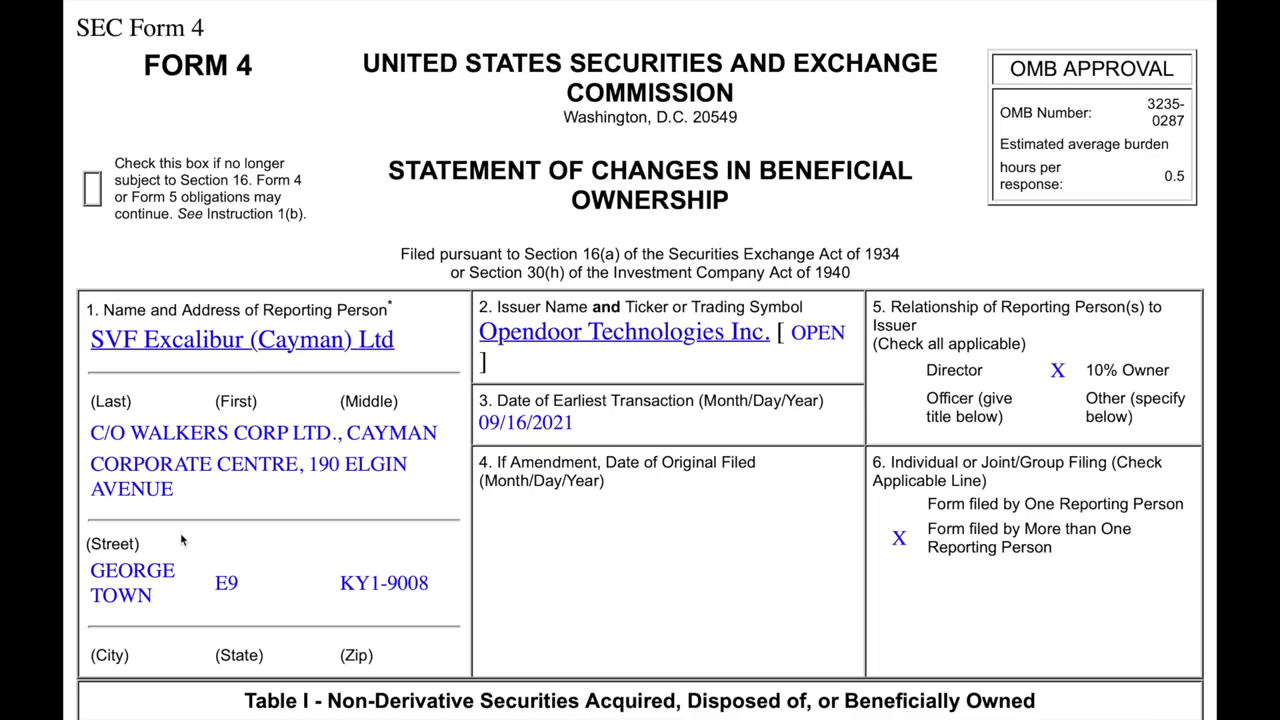 SEC Form 4
FORM 4
UNITED STATES SECURITIES AND EXCHANGE
COMMISSION
Washington, D.C. 20549
STATEMENT OF CHANGES IN BENEFICIAL
OWNERSHIP
Filed pursuant to Section 16(a) of the Securities Exchange Act of 1934
or Section 30(h) of the Investment Company Act of 1940
OMB APPROVAL
OMB Number: 3235-
0287
Estimated average burden
hours per
response: 0.5
Check this box if no longer
subject to Section 16. Form 4
or Form 5 obligations may
continue. See Instruction 1(b).
1. Name and Address of Reporting Person*
SVF Excalibur (Cayman) Ltd
(Last) (First) (Middle)
C/O WALKERS CORP LTD., CAYMAN
CORPORATE CENTRE, 190 ELGIN
AVENUE
(Street)
GEORGE
TOWN E9 KY1-9008
(City) (State) (Zip)
2. Issuer Name and Ticker or Trading Symbol
Opendoor Technologies Inc. [ OPEN
]
3. Date of Earliest Transaction (Month/Day/Year)
09/16/2021
4. If Amendment, Date of Original Filed
(Month/Day/Year)
5. Relationship of Reporting Person(s) to
Issuer
(Check all applicable)
Director X 10% Owner
Officer (give Other (specify
title below) below)
6. Individual or Joint/Group Filing (Check
Applicable Line)
Form filed by One Reporting Person
X Form filed by More than One
Reporting Person
Table I - Non-Derivative Securities Acquired, Disposed of, or Beneficially Owned